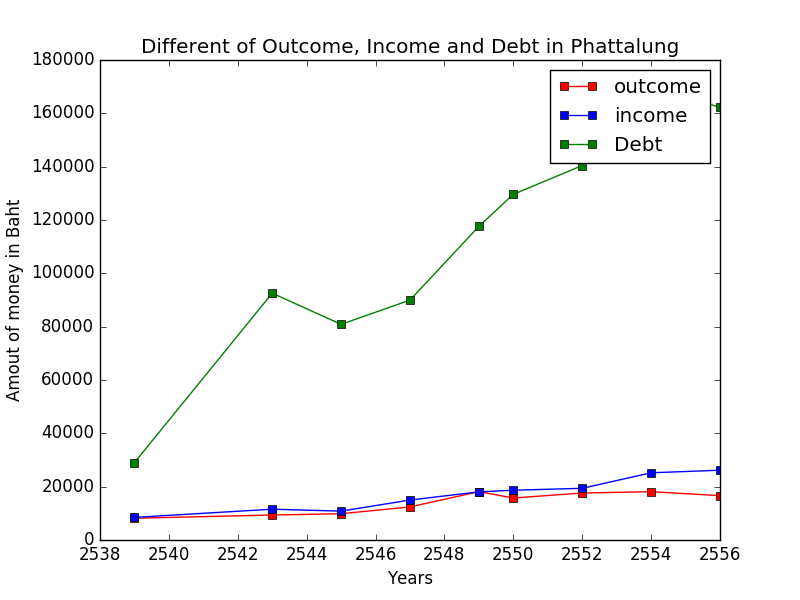 Different of Outcome, Income and Debt in Phattalung
180000
160000
140000
120000
100000
80000
60000
40000
20000
0
Amout of money in Baht
outcome
income
Debt
2538 2540 2542 2544 2546 2548 2550 2552 2554 2556
Years